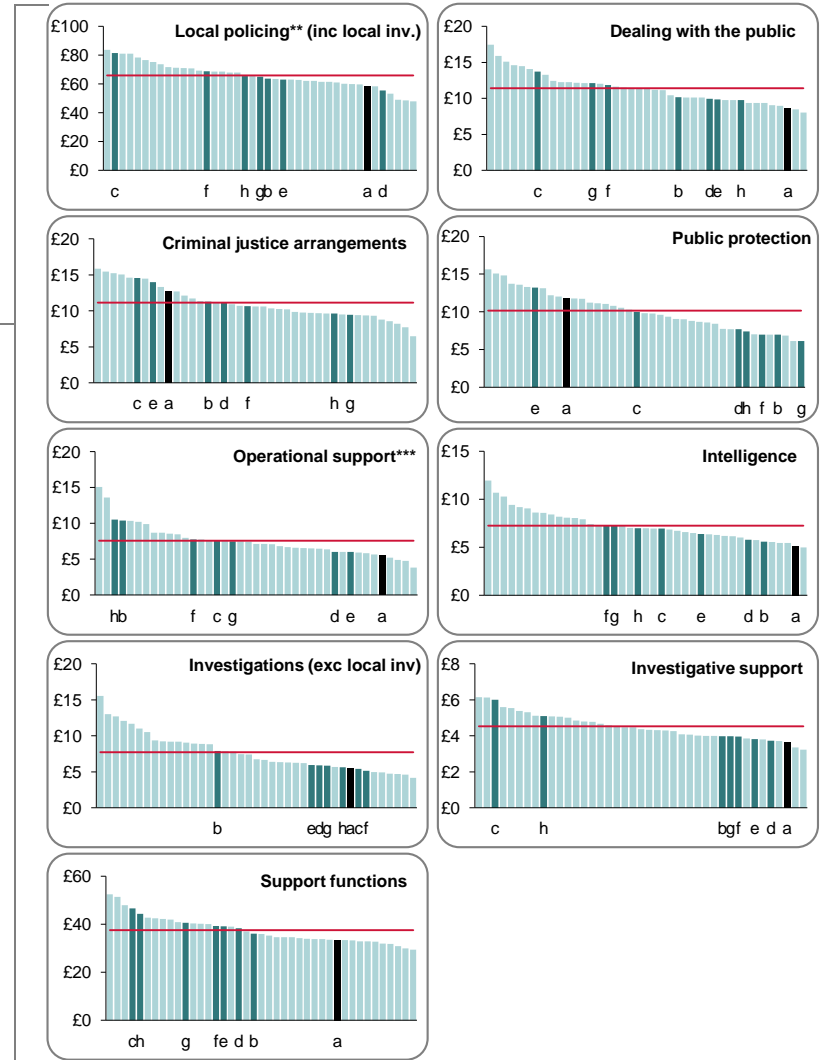 Local policing** (inc local inv.)
£100
£80
£60
£40
£20
£0
c f h gb e a d
Dealing with the public
£20
£15
£10
£5
£0
c g f b de h a
Criminal justice arrangements
£20
£15
£10
£5
£0
c e a b d f h g
Public protection
£20
£15
£10
£5
£0
e a c dh f b g
Operational support***
£20
£15
£10
£5
£0
hb f c g d e a
Intelligence
£15
£10
£5
£0
fg h c e d b a
Investigations (exc local inv)
£20
£15
£10
£5
£0
b edg hacf
Investigative support
£8
£6
£4
£2
£0
c h bgf e d a
Support functions
£60
£40
£20
£0
ch g fe d b a